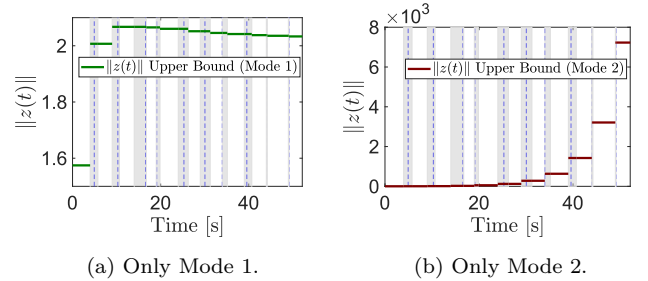 2
1.8
1.6
‖z(t)‖
‖z(t)‖ Upper Bound (Mode 1)
0 20 40
Time [s]
(a) Only Mode 1.
8 ×10³
6
4
2
0
‖z(t)‖
‖z(t)‖ Upper Bound (Mode 2)
0 20 40
Time [s]
(b) Only Mode 2.